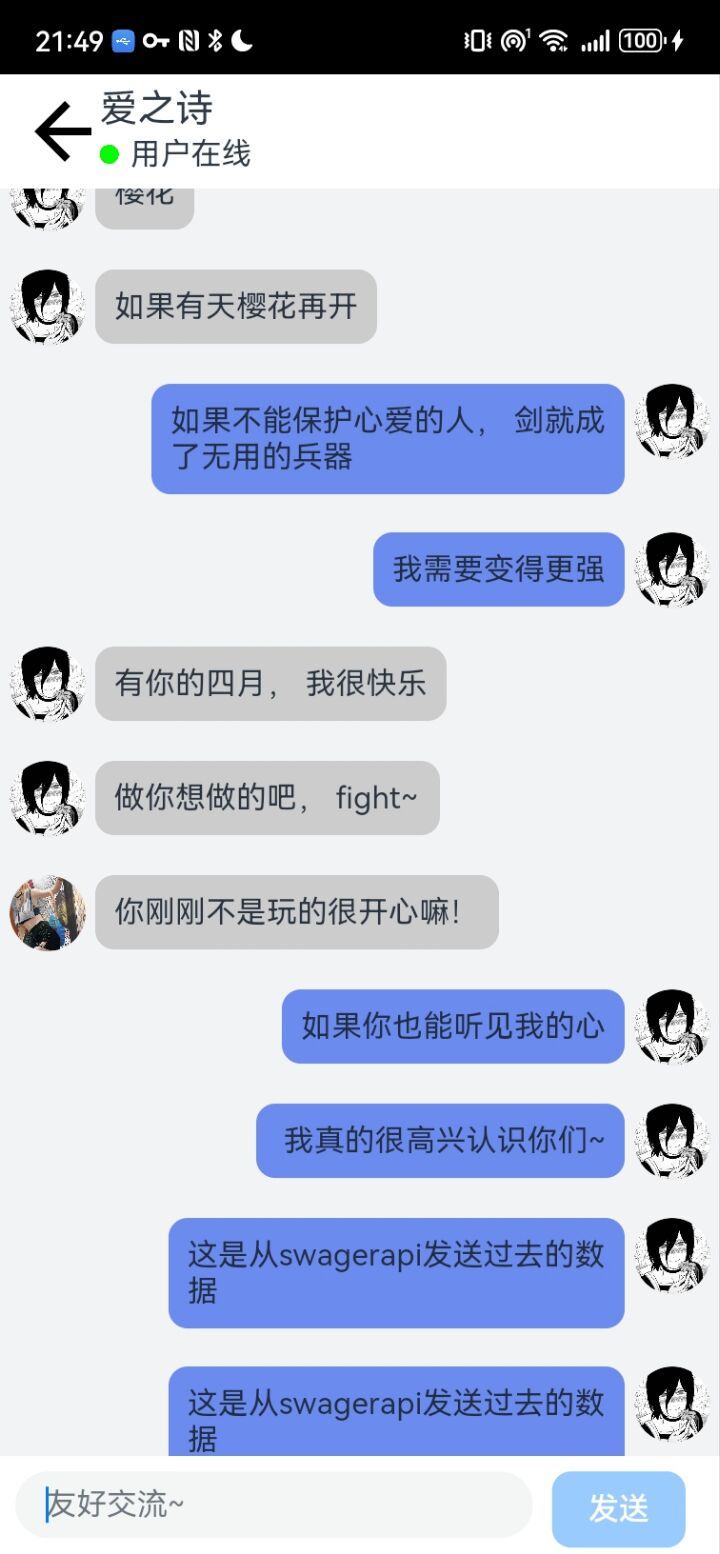 21:49
100
爱之诗
用户在线
樱花
如果有天樱花再开
如果不能保护心爱的人， 剑就成
了无用的兵器
我需要变得更强
有你的四月， 我很快乐
做你想做的吧， fight~
你刚刚不是玩的很开心嘛！
如果你也能听见我的心
我真的很高兴认识你们~
这是从swagerapi发送过去的数
据
这是从swagerapi发送过去的数
据
友好交流~
发送